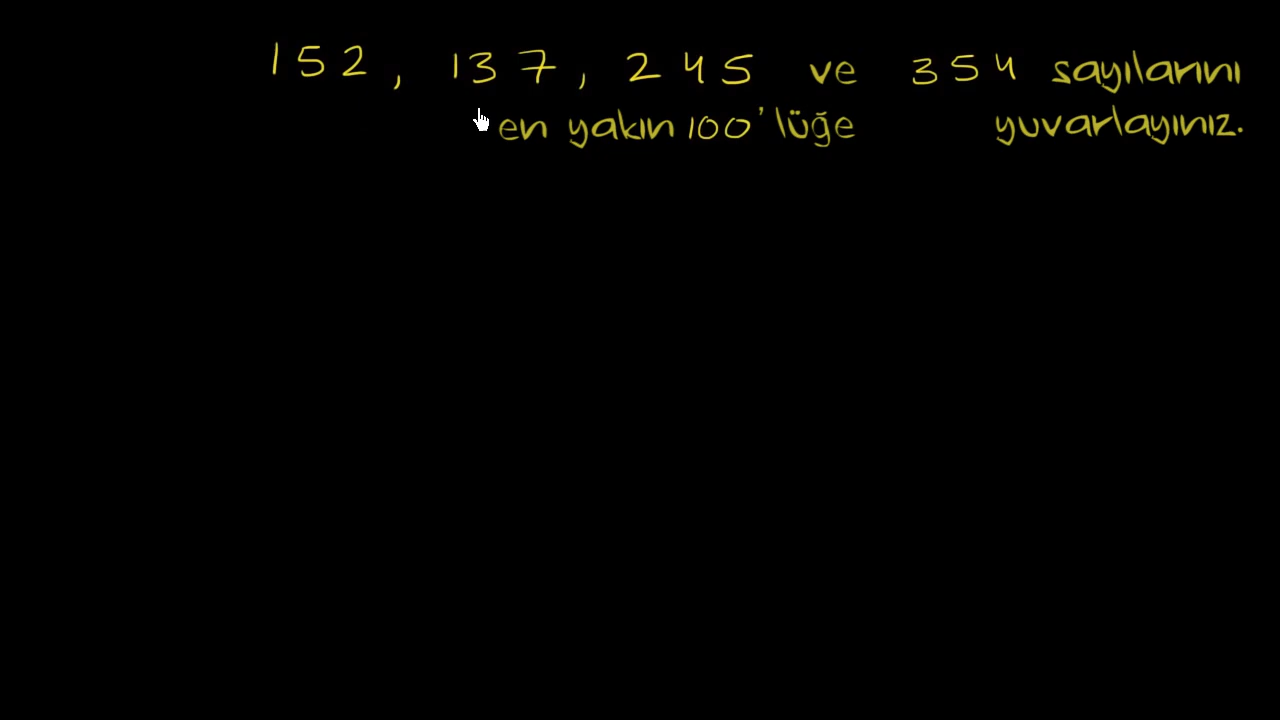 152, 137, 245 ve 354 sayılarını
en yakın 100'lüğe yuvarlayınız.